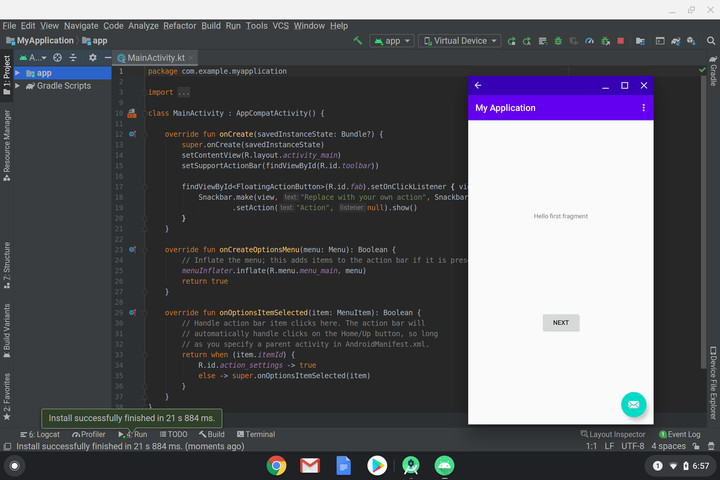 File Edit View Navigate Code Analyze Refactor Build Run Tools VCS Window Help
MyApplication app
app
Virtual Device
1: Project
Resource Manager
7: Structure
Build Variants
2: Favorites
A...
app
Gradle Scripts
MainActivity.kt
1 package com.example.myapplication
2
3 import ...
9
10 class MainActivity : AppCompatActivity() {
11
12 override fun onCreate(savedInstanceState: Bundle?) {
13 super.onCreate(savedInstanceState)
14 setContentView(R.layout.activity_main)
15 setSupportActionBar(findViewById(R.id.toolbar))
16
17 findViewById<FloatingActionButton>(R.id.fab).setOnClickListener { vi
18 Snackbar.make(view, text: "Replace with your own action", Snackbar
19 .setAction(text: "Action", listener: null).show()
20 }
21 }
22
23 override fun onCreateOptionsMenu(menu: Menu): Boolean {
24 // Inflate the menu; this adds items to the action bar if it is pres
25 menuInflater.inflate(R.menu.menu_main, menu)
26 return true
27 }
28
29 override fun onOptionsItemSelected(item: MenuItem): Boolean {
30 // Handle action bar item clicks here. The action bar will
31 // automatically handle clicks on the Home/Up button, so long
32 // as you specify a parent activity in AndroidManifest.xml.
33 return when (item.itemId) {
34 R.id.action_settings -> true
35 else -> super.onOptionsItemSelected(item)
36 }
37 }
38 }
My Application
Hello first fragment
NEXT
Gradle
Device File Explorer
Install successfully finished in 21 s 884 ms.
6: Logcat Profiler 4: Run TODO Build Terminal
Layout Inspector 1 Event Log
Install successfully finished in 21 s 884 ms. (moments ago)
1:1 LF UTF-8 4 spaces
1 6:57